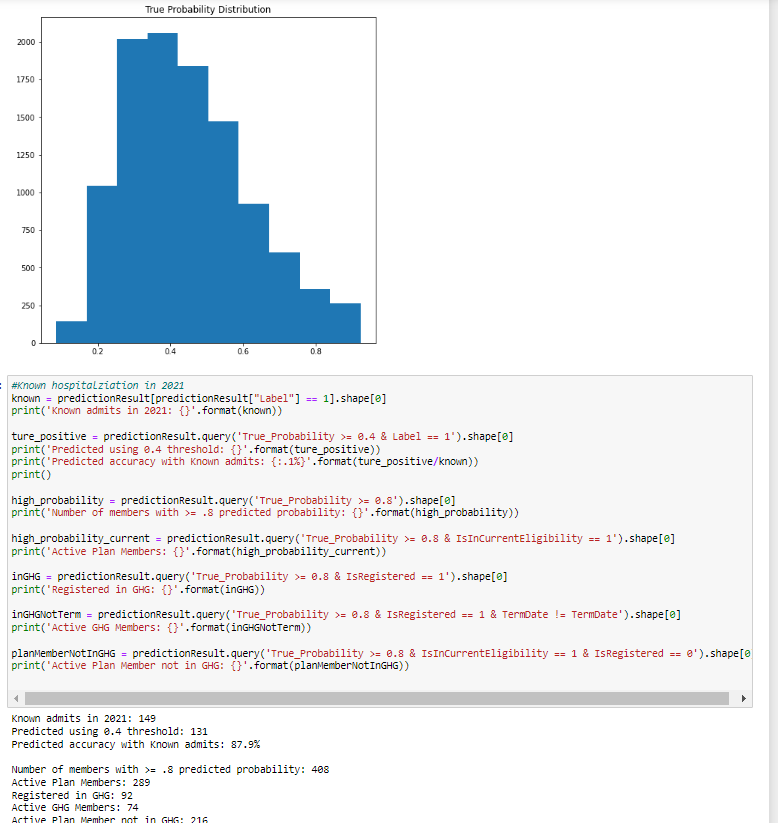 True Probability Distribution
2000
1750
1500
1250
1000
750
500
250
0
0.2 0.4 0.6 0.8
#Known hospitalziation in 2021
known = predictionResult[predictionResult["Label"] == 1].shape[0]
print('Known admits in 2021: {}'.format(known))
ture_positive = predictionResult.query('True_Probability >= 0.4 & Label == 1').shape[0]
print('Predicted using 0.4 threshold: {}'.format(ture_positive))
print('Predicted accuracy with Known admits: {:.1%}'.format(ture_positive/known))
print()
high_probability = predictionResult.query('True_Probability >= 0.8').shape[0]
print('Number of members with >= .8 predicted probability: {}'.format(high_probability))
high_probability_current = predictionResult.query('True_Probability >= 0.8 & IsInCurrentEligibility == 1').shape[0]
print('Active Plan Members: {}'.format(high_probability_current))
inGHG = predictionResult.query('True_Probability >= 0.8 & IsRegistered == 1').shape[0]
print('Registered in GHG: {}'.format(inGHG))
inGHGNotTerm = predictionResult.query('True_Probability >= 0.8 & IsRegistered == 1 & TermDate != TermDate').shape[0]
print('Active GHG Members: {}'.format(inGHGNotTerm))
planMemberNotInGHG = predictionResult.query('True_Probability >= 0.8 & IsInCurrentEligibility == 1 & IsRegistered == 0').shape[0
print('Active Plan Member not in GHG: {}'.format(planMemberNotInGHG))
Known admits in 2021: 149
Predicted using 0.4 threshold: 131
Predicted accuracy with Known admits: 87.9%
Number of members with >= .8 predicted probability: 408
Active Plan Members: 289
Registered in GHG: 92
Active GHG Members: 74
Active Plan Member not in GHG: 216